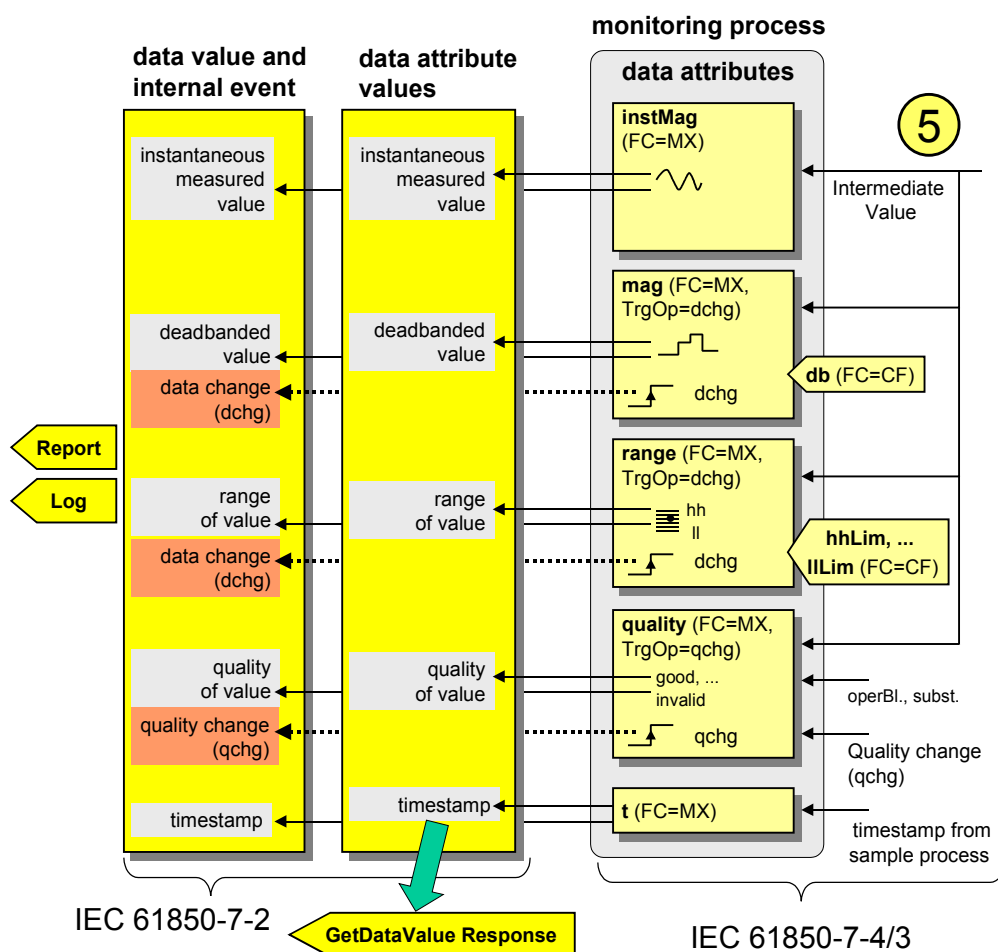 monitoring process
data value and
internal event
data attribute
values
data attributes
instMag
(FC=MX)
5
instantaneous
measured
value
instantaneous
measured
value
Intermediate
Value
mag (FC=MX,
TrgOp=dchg)
deadbanded
value
deadbanded
value
db (FC=CF)
data change
(dchg)
dchg
Report
range (FC=MX,
TrgOp=dchg)
Log
range
of value
range
of value
hh
ll
hhLim, ...
llLim (FC=CF)
data change
(dchg)
dchg
quality (FC=MX,
TrgOp=qchg)
quality
of value
quality
of value
good, ...
invalid
operBl., subst.
quality change
(qchg)
qchg
Quality change
(qchg)
timestamp
timestamp
t (FC=MX)
timestamp from
sample process
IEC 61850-7-2
GetDataValue Response
IEC 61850-7-4/3